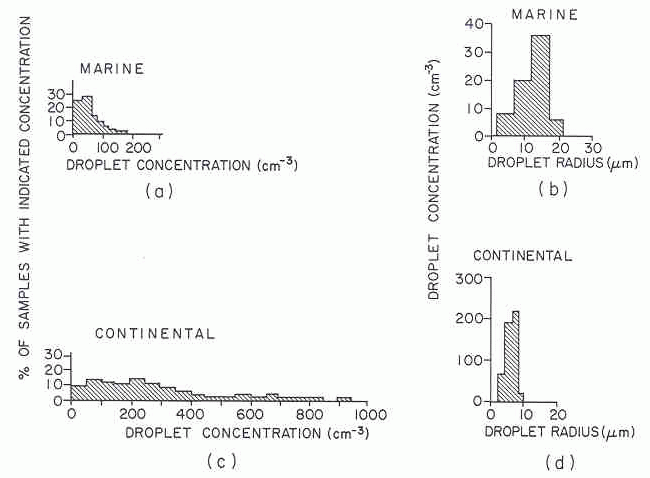 % OF SAMPLES WITH INDICATED CONCENTRATION
MARINE
30
20
10
0
0 100 200
DROPLET CONCENTRATION (cm⁻³)
(a)
DROPLET CONCENTRATION (cm⁻³)
MARINE
40
30
20
10
0
0 10 20 30
DROPLET RADIUS (μm)
(b)
CONTINENTAL
30
20
10
0
0 200 400 600 800 1000
DROPLET CONCENTRATION (cm⁻³)
(c)
CONTINENTAL
300
200
100
0
0 20
DROPLET RADIUS (μm)
(d)